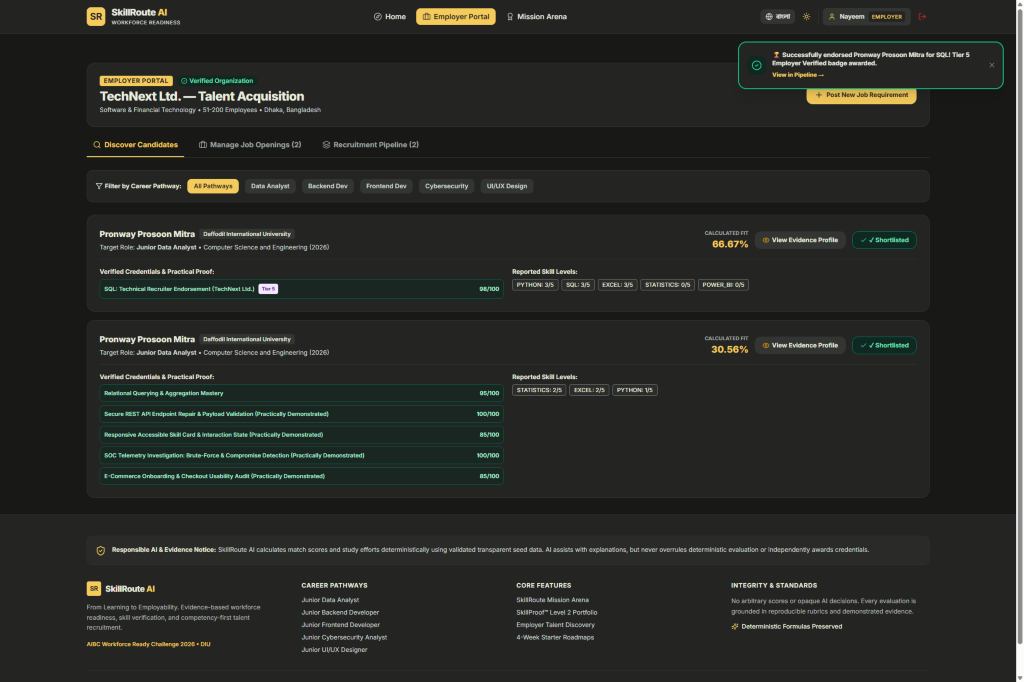 SR SkillRoute AI
WORKFORCE READINESS
Home Employer Portal Mission Arena
বাংলা Nayeem EMPLOYER
Successfully endorsed Pronway Prosoon Mitra for SQL! Tier 5
Employer Verified badge awarded.
View in Pipeline →
EMPLOYER PORTAL Verified Organization
TechNext Ltd. — Talent Acquisition
Software & Financial Technology • 51-200 Employees • Dhaka, Bangladesh
Post New Job Requirement
Discover Candidates Manage Job Openings (2) Recruitment Pipeline (2)
Filter by Career Pathway: All Pathways Data Analyst Backend Dev Frontend Dev Cybersecurity UI/UX Design
Pronway Prosoon Mitra Daffodil International University
Target Role: Junior Data Analyst • Computer Science and Engineering (2026)
CALCULATED FIT
66.67%
View Evidence Profile
✓ Shortlisted
Verified Credentials & Practical Proof:
SQL: Technical Recruiter Endorsement (TechNext Ltd.) Tier 5 98/100
Reported Skill Levels:
PYTHON: 3/5 SQL: 3/5 EXCEL: 3/5 STATISTICS: 0/5 POWER_BI: 0/5
Pronway Prosoon Mitra Daffodil International University
Target Role: Junior Data Analyst • Computer Science and Engineering (2026)
CALCULATED FIT
30.56%
View Evidence Profile
✓ Shortlisted
Verified Credentials & Practical Proof:
Relational Querying & Aggregation Mastery 95/100
Secure REST API Endpoint Repair & Payload Validation (Practically Demonstrated) 100/100
Responsive Accessible Skill Card & Interaction State (Practically Demonstrated) 85/100
SOC Telemetry Investigation: Brute-Force & Compromise Detection (Practically Demonstrated) 100/100
E-Commerce Onboarding & Checkout Usability Audit (Practically Demonstrated) 85/100
Reported Skill Levels:
STATISTICS: 2/5 EXCEL: 2/5 PYTHON: 1/5
Responsible AI & Evidence Notice: SkillRoute AI calculates match scores and study efforts deterministically using validated transparent seed data. AI assists with explanations, but never overrules deterministic evaluation or independently awards credentials.
SR SkillRoute AI
From Learning to Employability. Evidence-based workforce
readiness, skill verification, and competency-first talent
recruitment.
AIBC Workforce Ready Challenge 2026 • DIU
CAREER PATHWAYS
Junior Data Analyst
Junior Backend Developer
Junior Frontend Developer
Junior Cybersecurity Analyst
Junior UI/UX Designer
CORE FEATURES
SkillRoute Mission Arena
SkillProof™ Level 2 Portfolio
Employer Talent Discovery
4-Week Starter Roadmaps
INTEGRITY & STANDARDS
No arbitrary scores or opaque AI decisions. Every evaluation is
grounded in reproducible rubrics and demonstrated evidence.
Deterministic Formulas Preserved